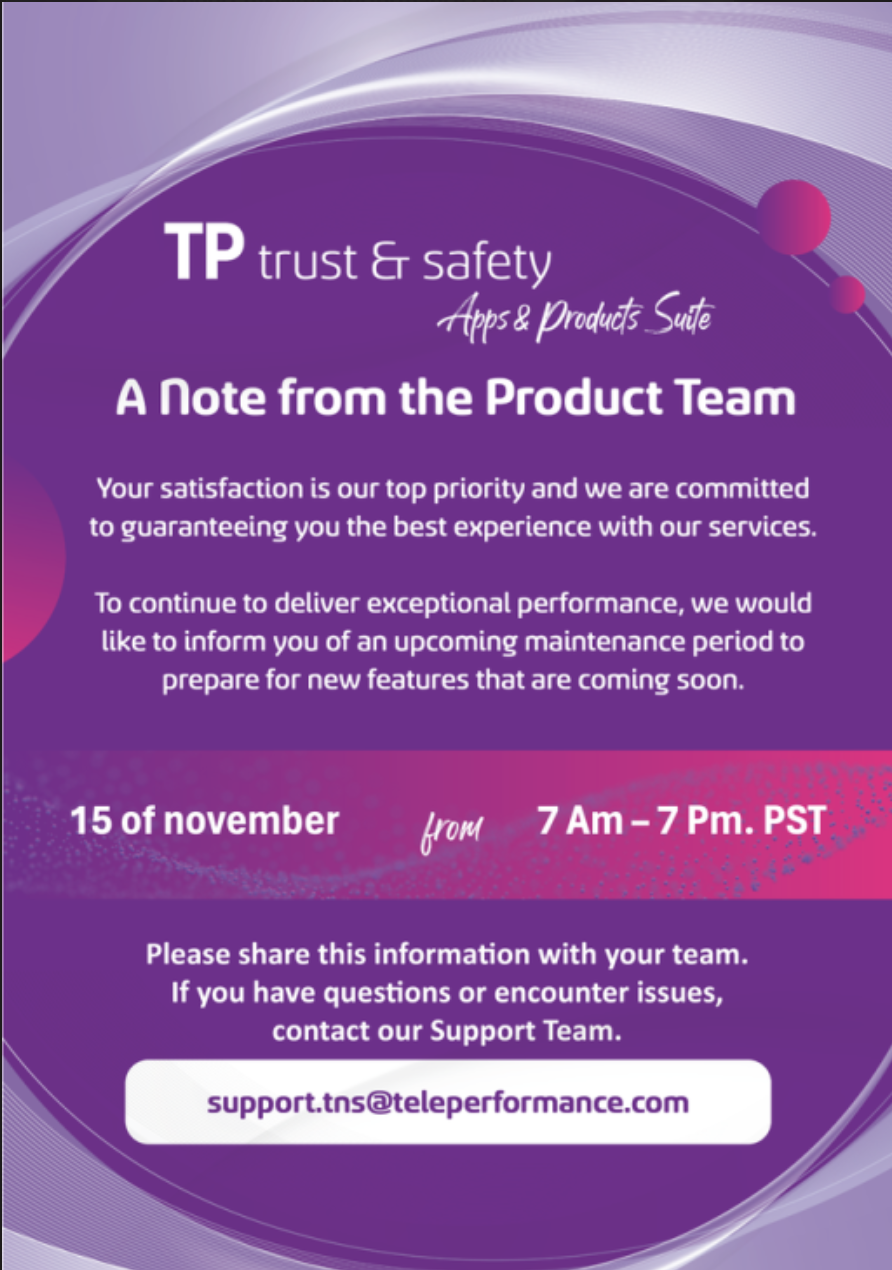 TP trust & safety
Apps & Products Suite
A Note from the Product Team
Your satisfaction is our top priority and we are committed
to guaranteeing you the best experience with our services.
To continue to deliver exceptional performance, we would
like to inform you of an upcoming maintenance period to
prepare for new features that are coming soon.
15 of november from 7 Am – 7 Pm. PST
Please share this information with your team.
If you have questions or encounter issues,
contact our Support Team.
support.tns@teleperformance.com